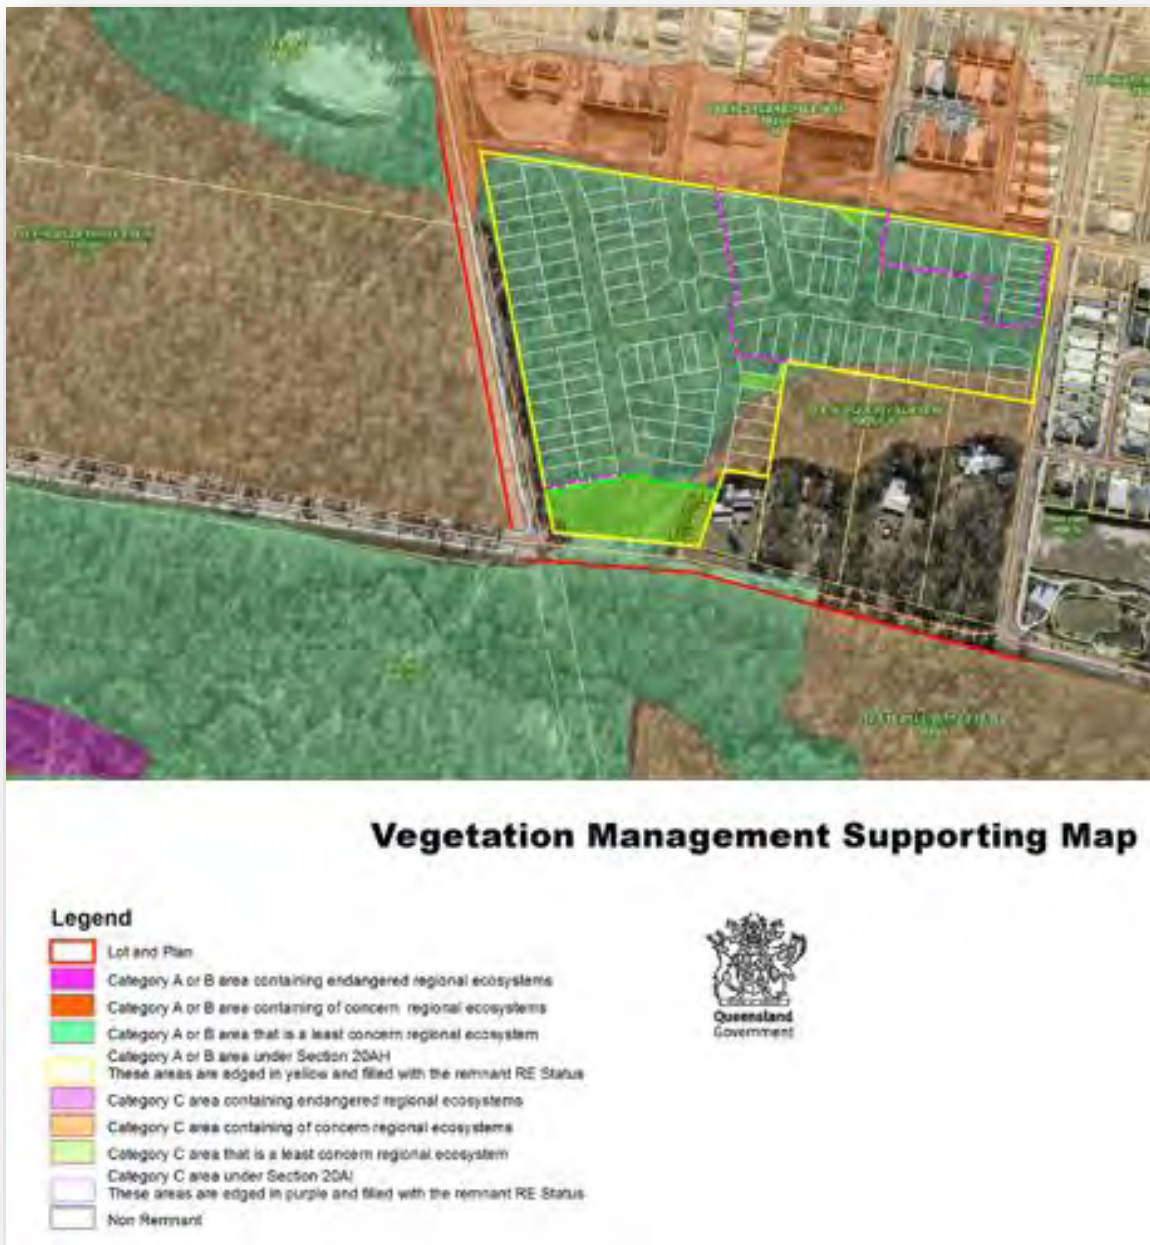 Vegetation Management Supporting Map
Legend
Lot and Plan
Category A or B area containing endangered regional ecosystems
Category A or B area containing of concern regional ecosystems
Category A or B area that is a least concern regional ecosystem
Category A or B area under Section 20AH
These areas are edged in yellow and filled with the remnant RE Status
Category C area containing endangered regional ecosystems
Category C area containing of concern regional ecosystems
Category C area that is a least concern regional ecosystem
Category C area under Section 20AI
These areas are edged in purple and filled with the remnant RE Status
Non Remnant
Queensland
Government